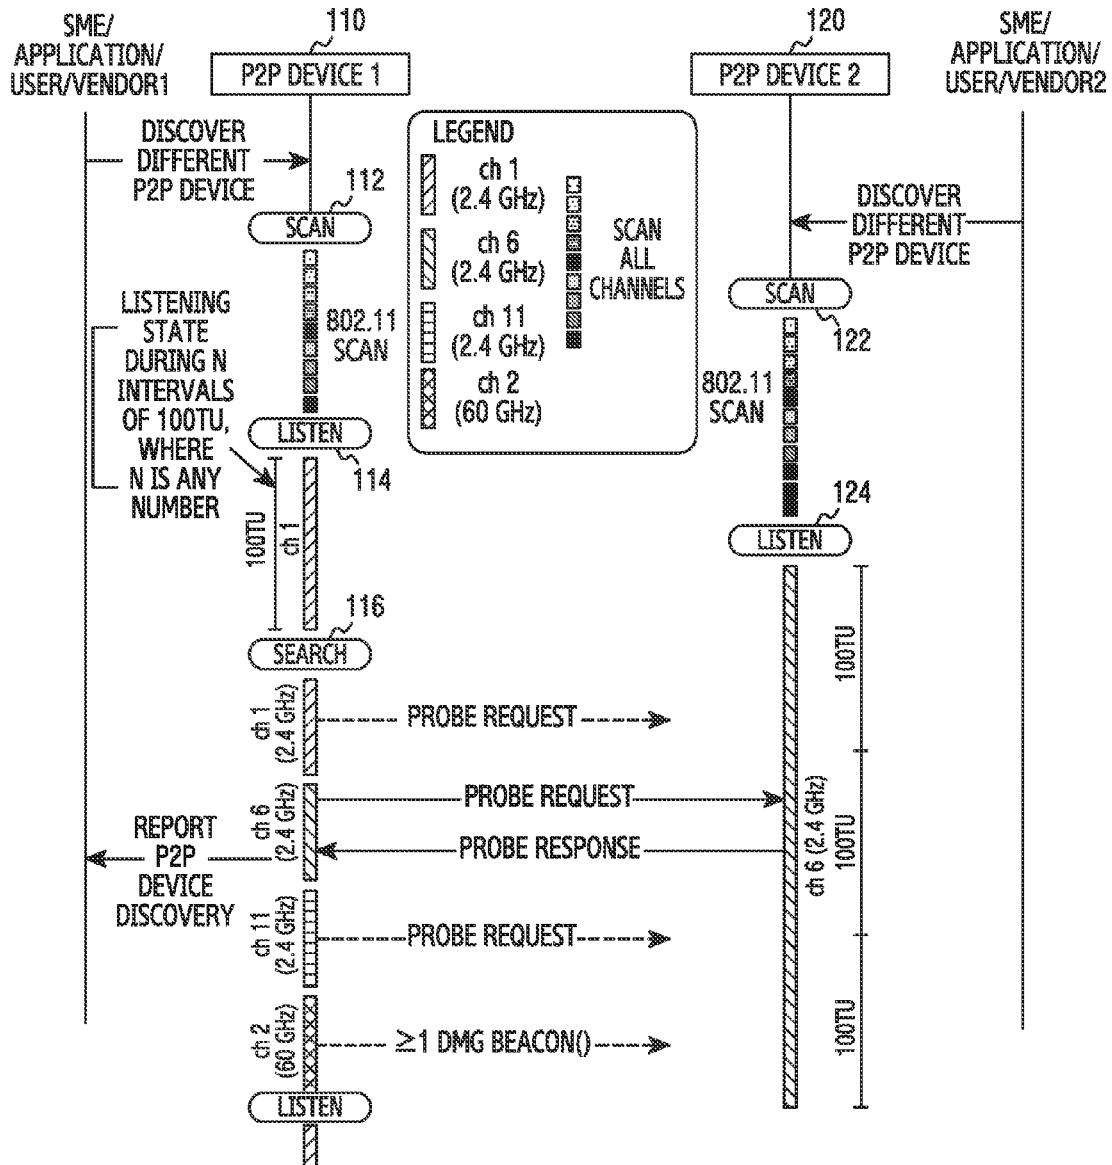 SME/
APPLICATION/
USER/VENDOR1
110
P2P DEVICE 1
120
P2P DEVICE 2
SME/
APPLICATION/
USER/VENDOR2
DISCOVER
DIFFERENT
P2P DEVICE
112
SCAN
LEGEND
ch 1
(2.4 GHz)
ch 6
(2.4 GHz)
ch 11
(2.4 GHz)
ch 2
(60 GHz)
SCAN
ALL
CHANNELS
DISCOVER
DIFFERENT
P2P DEVICE
SCAN
122
802.11
SCAN
802.11
SCAN
LISTENING
STATE
DURING N
INTERVALS
OF 100TU,
WHERE
N IS ANY
NUMBER
LISTEN
114
100TU
ch 1
124
LISTEN
116
SEARCH
ch 1
(2.4 GHz)
PROBE REQUEST
100TU
ch 6
(2.4 GHz)
PROBE REQUEST
PROBE RESPONSE
ch 6 (2.4 GHz)
100TU
REPORT
P2P
DEVICE
DISCOVERY
ch 11
(2.4 GHz)
PROBE REQUEST
ch 2
(60 GHz)
≥1 DMG BEACON()
100TU
LISTEN